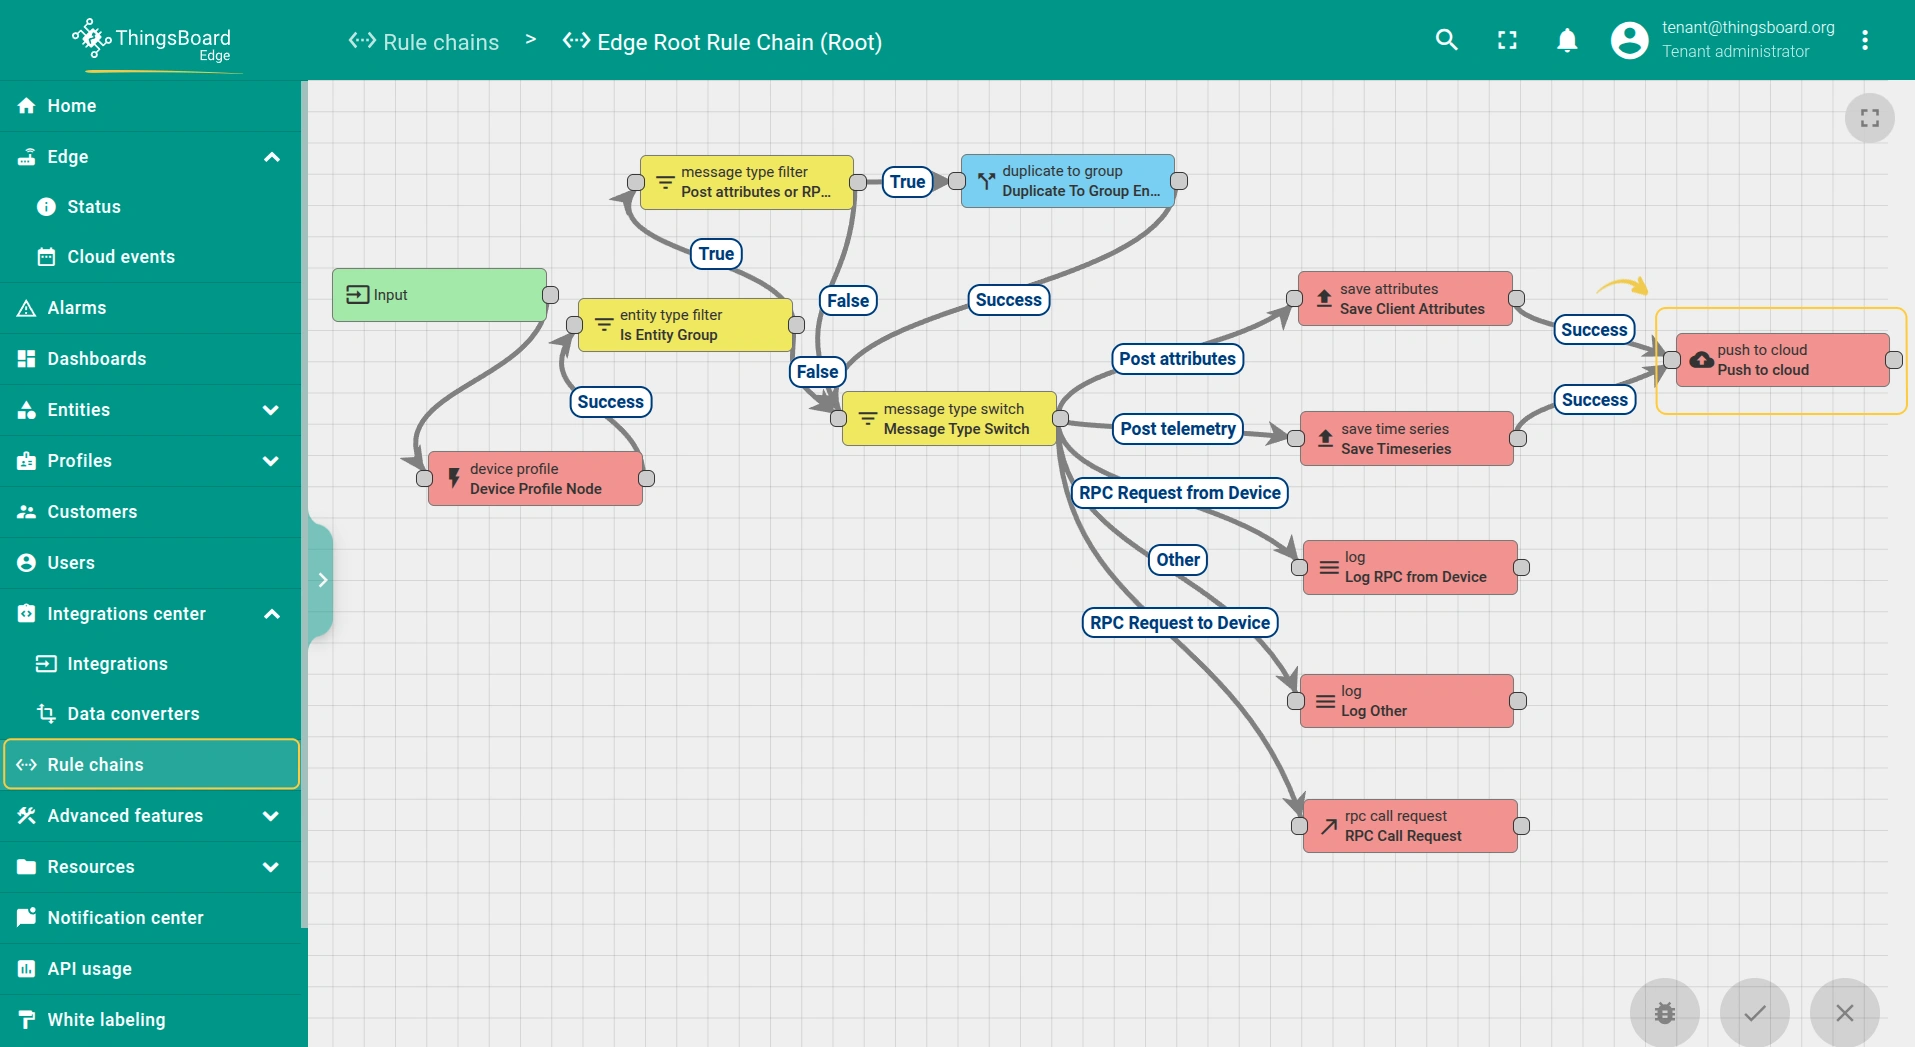 ThingsBoard
Edge
Rule chains > Edge Root Rule Chain (Root)
tenant@thingsboard.org
Tenant administrator
Home
Edge
Status
Cloud events
Alarms
Dashboards
Entities
Profiles
Customers
Users
Integrations center
Integrations
Data converters
Rule chains
Advanced features
Resources
Notification center
API usage
White labeling
message type filter
Post attributes or RP...
True
duplicate to group
Duplicate To Group En...
True
Input
entity type filter
Is Entity Group
False
Success
False
Success
device profile
Device Profile Node
message type switch
Message Type Switch
Post attributes
save attributes
Save Client Attributes
Success
push to cloud
Push to cloud
Success
Post telemetry
save time series
Save Timeseries
RPC Request from Device
log
Log RPC from Device
Other
RPC Request to Device
log
Log Other
rpc call request
RPC Call Request